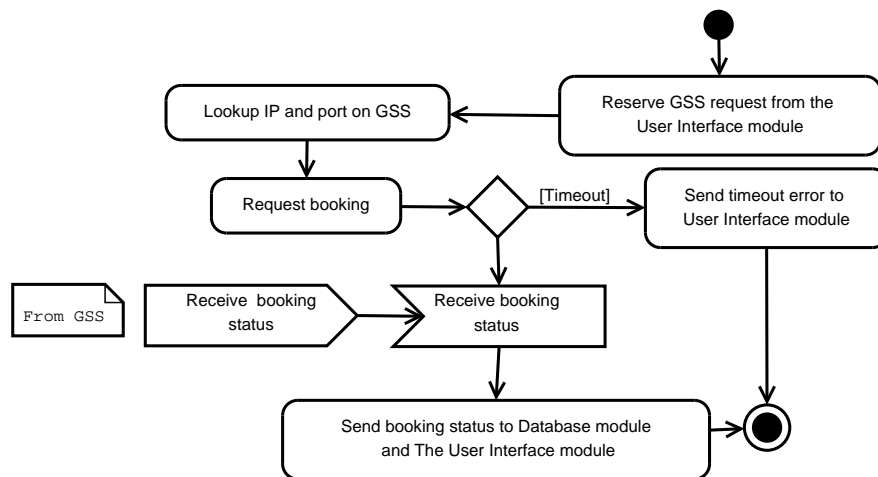 Reserve GSS request from the
User Interface module
Lookup IP and port on GSS
Request booking
[Timeout]
Send timeout error to
User Interface module
From GSS
Receive booking
status
Receive booking
status
Send booking status to Database module
and The User Interface module